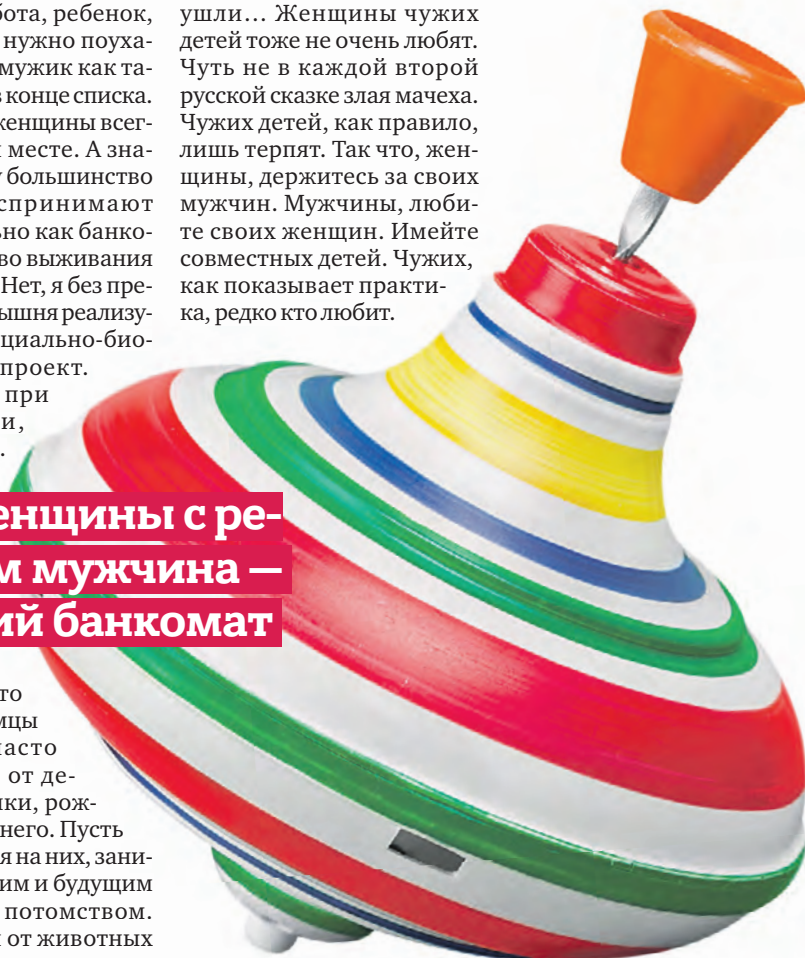 бота, ребенок,
нужно поуха-
мужик как та-
в конце списка.
женщины всег-
месте. А зна-
у большинство
спринимают
ьно как банко-
во выживания
Нет, я без пре-
ышня реализу-
циально-био-
проект.
при
и,
.
енщины с ре-
м мужчина —
ий банкомат
то
мцы
часто
от де-
ки, рож-
него. Пусть
я на них, зани-
им и будущим
потомством.
от животных
ушли… Женщины чужих
детей тоже не очень любят.
Чуть не в каждой второй
русской сказке злая мачеха.
Чужих детей, как правило,
лишь терпят. Так что, жен-
щины, держитесь за своих
мужчин. Мужчины, люби-
те своих женщин. Имейте
совместных детей. Чужих,
как показывает практи-
ка, редко кто любит.